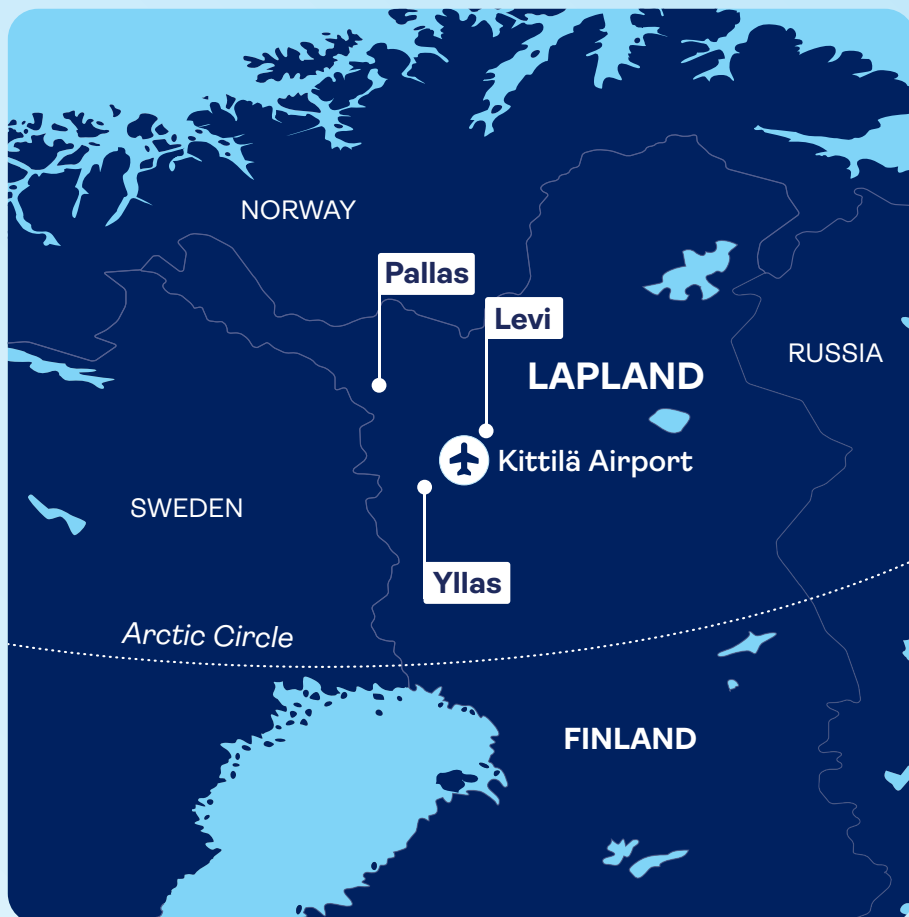 NORWAY
Pallas
Levi
RUSSIA
LAPLAND
Kittilä Airport
SWEDEN
Yllas
Arctic Circle
FINLAND